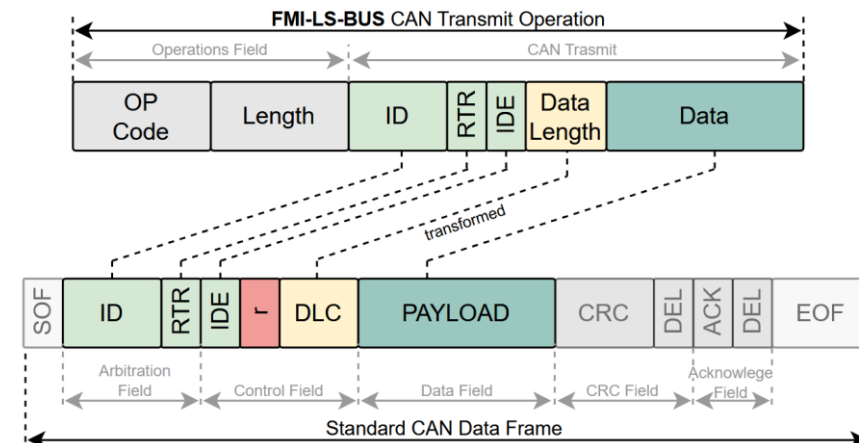 FMI-LS-BUS CAN Transmit Operation
Operations Field
CAN Trasmit
OP
Code
Length
ID
RTR
IDE
Data
Length
Data
transformed
SOF
ID
RTR
IDE
r
DLC
PAYLOAD
CRC
DEL
ACK
DEL
EOF
Arbitration
Field
Control Field
Data Field
CRC Field
Acknowlege
Field
Standard CAN Data Frame